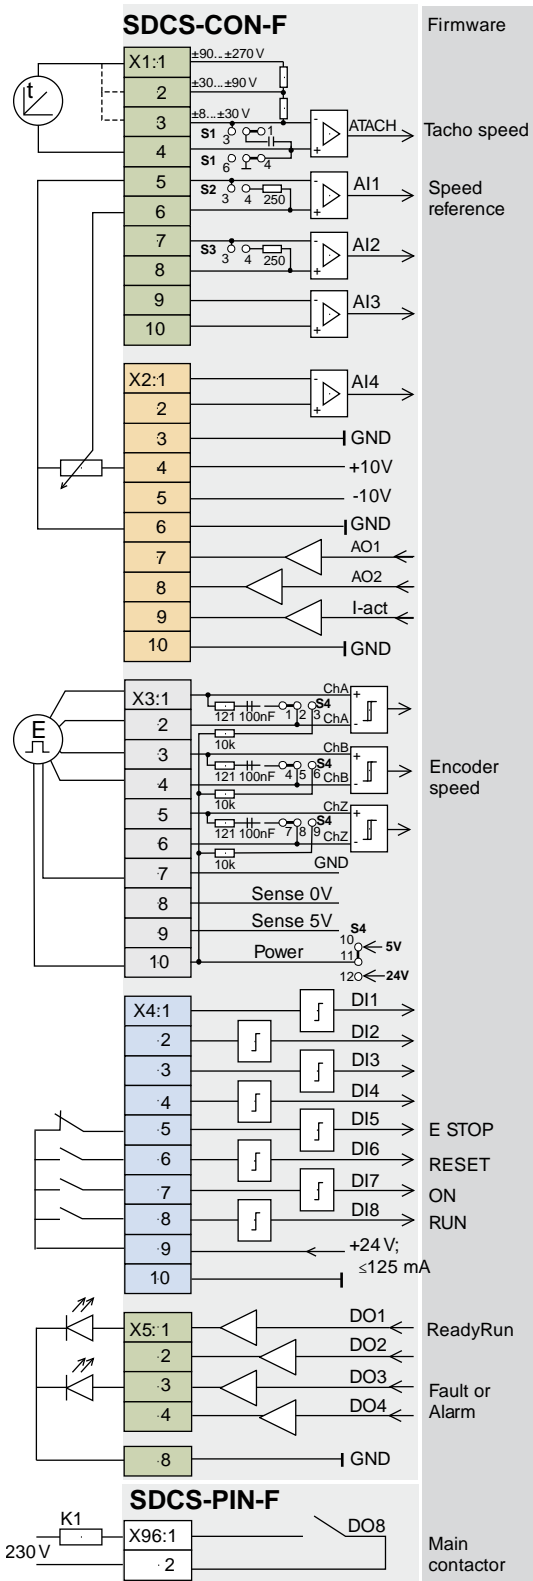 SDCS-CON-F
Firmware
X1:1 ±90...±270 V
2 ±30...±90 V
t
3 ±8...±30 V
S1 3 1
- ATACH Tacho speed
4 +
S1 6 4
5 - AI1 Speed
S2 3 4 250
reference
6 +
7 - AI2
S3 3 4 250
8 +
9 - AI3
10 +
X2:1 - AI4
2 +
3 GND
4 +10V
5 -10V
6 GND
7 AO1
8 AO2
9 I-act
10 GND
X3:1 ChA +
121 100nF 1 2 3 S4
E
2 ChA -
10k
3 ChB +
121 100nF 4 5 6 S4
Encoder
speed
4 ChB -
10k
5 ChZ +
121 100nF 7 8 9 S4
6 ChZ -
10k
7 GND
8 Sense 0V
9 Sense 5V
S4
10 5V
10 Power 11
12 24V
X4:1 DI1
2 DI2
3 DI3
4 DI4
5 DI5 E STOP
6 DI6 RESET
7 DI7 ON
8 DI8 RUN
9 +24 V;
≤125 mA
10
X5: 1 DO1 ReadyRun
2 DO2
3 DO3 Fault or
4 DO4 Alarm
8 GND
SDCS-PIN-F
K1
X96:1 DO8 Main
230 V
2 contactor